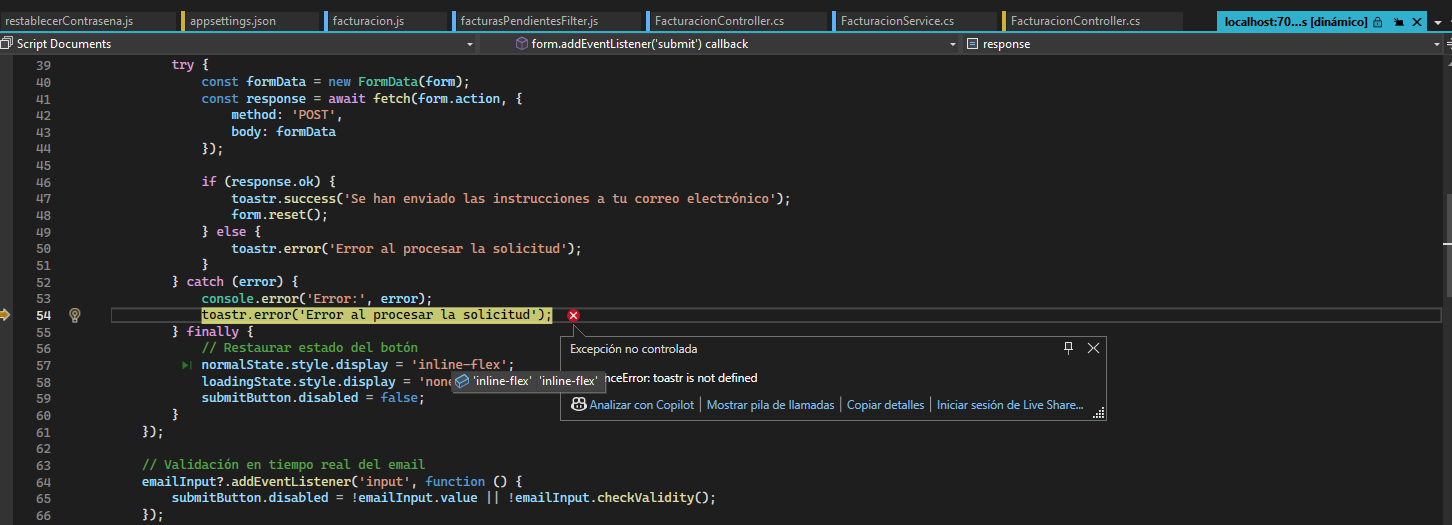 restablecerContrasena.js appsettings.json facturacion.js facturasPendientesFilter.js FacturacionController.cs FacturacionService.cs FacturacionController.cs localhost:70...s [dinámico]
Script Documents form.addEventListener('submit') callback response
39 try {
40 const formData = new FormData(form);
41 const response = await fetch(form.action, {
42 method: 'POST',
43 body: formData
44 });
45
46 if (response.ok) {
47 toastr.success('Se han enviado las instrucciones a tu correo electrónico');
48 form.reset();
49 } else {
50 toastr.error('Error al procesar la solicitud');
51 }
52 } catch (error) {
53 console.error('Error:', error);
54 toastr.error('Error al procesar la solicitud');
55 } finally {
56 // Restaurar estado del botón
57 normalState.style.display = 'inline-flex';
58 loadingState.style.display = 'none
'inline-flex' 'inline-flex'
59 submitButton.disabled = false;
60 }
61 });
62
63 // Validación en tiempo real del email
64 emailInput?.addEventListener('input', function () {
65 submitButton.disabled = !emailInput.value || !emailInput.checkValidity();
66 });
Excepción no controlada
nceError: toastr is not defined
Analizar con Copilot | Mostrar pila de llamadas | Copiar detalles | Iniciar sesión de Live Share...